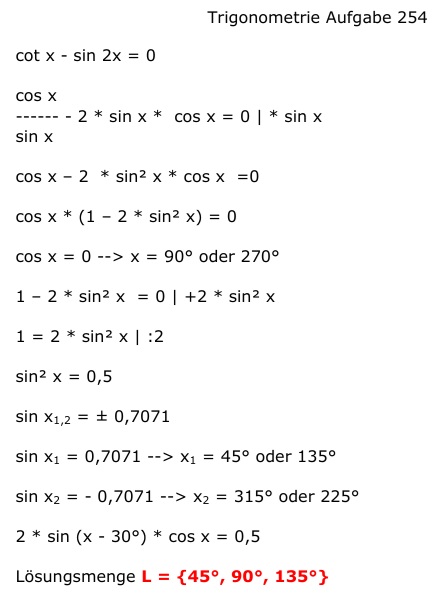 Trigonometrie Aufgabe 254
cot x - sin 2x = 0
cos x
------ - 2 * sin x * cos x = 0 | * sin x
sin x
cos x – 2 * sin² x * cos x =0
cos x * (1 – 2 * sin² x) = 0
cos x = 0 --> x = 90° oder 270°
1 – 2 * sin² x = 0 | +2 * sin² x
1 = 2 * sin² x | :2
sin² x = 0,5
sin x₁,₂ = ± 0,7071
sin x₁ = 0,7071 --> x₁ = 45° oder 135°
sin x₂ = - 0,7071 --> x₂ = 315° oder 225°
2 * sin (x - 30°) * cos x = 0,5
Lösungsmenge L = {45°, 90°, 135°}